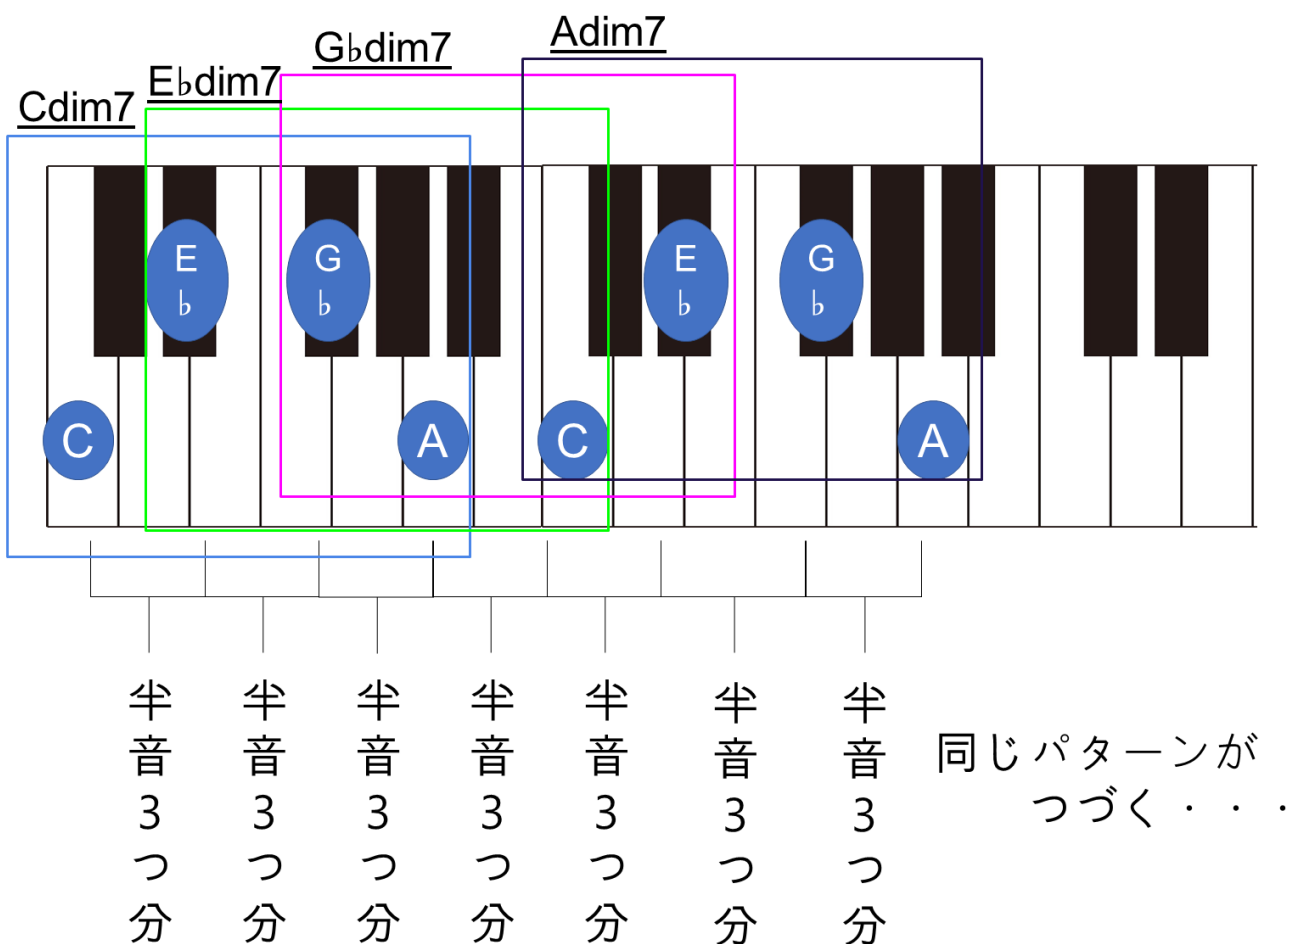 Adim7
G♭dim7
E♭dim7
Cdim7
E♭
G♭
E♭
G♭
C
A
C
A
半音3つ分
半音3つ分
半音3つ分
半音3つ分
半音3つ分
半音3つ分
半音3つ分
同じパターンが
つづく・・・